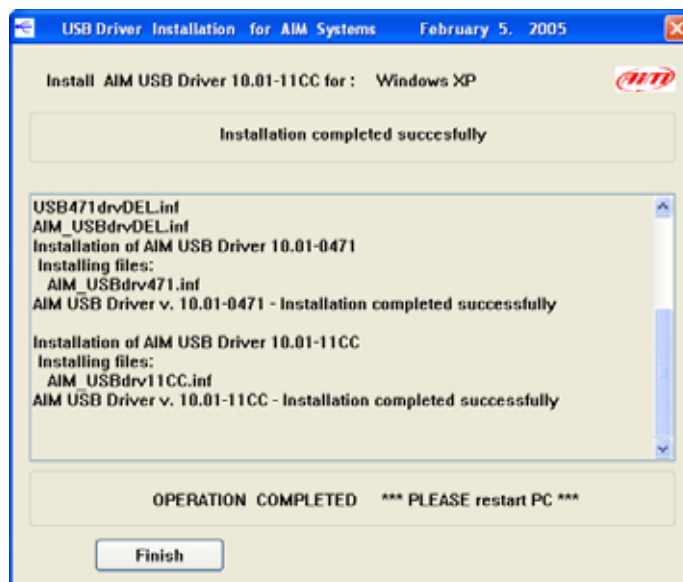 USB Driver Installation for AIM Systems February 5. 2005
Install AIM USB Driver 10.01-11CC for : Windows XP
AIM
Installation completed succesfully
USB471drvDEL.inf
AIM_USBdrvDEL.inf
Installation of AIM USB Driver 10.01-0471
Installing files:
AIM_USBdrv471.inf
AIM USB Driver v. 10.01-0471 - Installation completed successfully
Installation of AIM USB Driver 10.01-11CC
Installing files:
AIM_USBdrv11CC.inf
AIM USB Driver v. 10.01-11CC - Installation completed successfully
OPERATION COMPLETED *** PLEASE restart PC ***
Finish